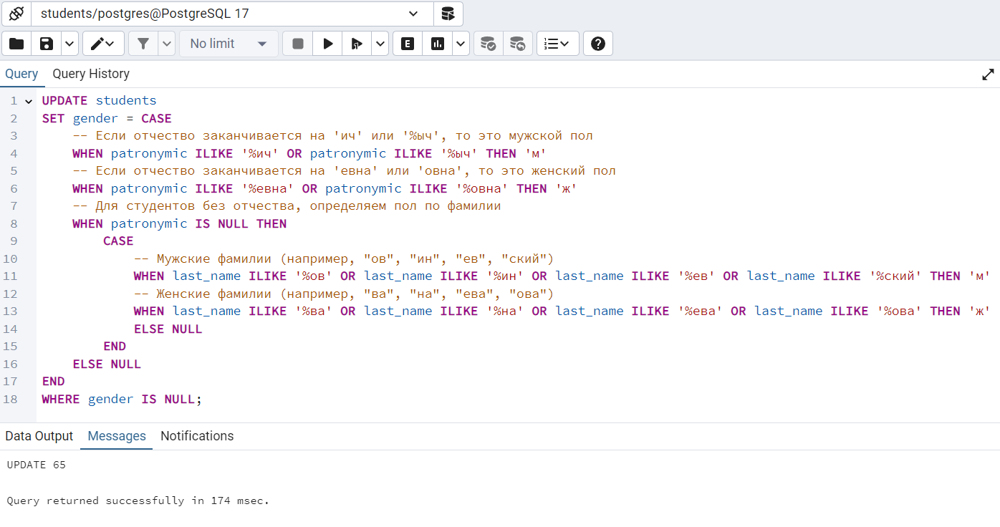 students/postgres@PostgreSQL 17
No limit
E
Query Query History
1 UPDATE students
2 SET gender = CASE
3 -- Если отчество заканчивается на 'ич' или '%ыч', то это мужской пол
4 WHEN patronymic ILIKE '%ич' OR patronymic ILIKE '%ыч' THEN 'м'
5 -- Если отчество заканчивается на 'евна' или 'овна', то это женский пол
6 WHEN patronymic ILIKE '%евна' OR patronymic ILIKE '%овна' THEN 'ж'
7 -- Для студентов без отчества, определяем пол по фамилии
8 WHEN patronymic IS NULL THEN
9 CASE
10 -- Мужские фамилии (например, "ов", "ин", "ев", "ский")
11 WHEN last_name ILIKE '%ов' OR last_name ILIKE '%ин' OR last_name ILIKE '%ев' OR last_name ILIKE '%ский' THEN 'м'
12 -- Женские фамилии (например, "ва", "на", "ева", "ова")
13 WHEN last_name ILIKE '%ва' OR last_name ILIKE '%на' OR last_name ILIKE '%ева' OR last_name ILIKE '%ова' THEN 'ж'
14 ELSE NULL
15 END
16 ELSE NULL
17 END
18 WHERE gender IS NULL;
Data Output Messages Notifications
UPDATE 65
Query returned successfully in 174 msec.